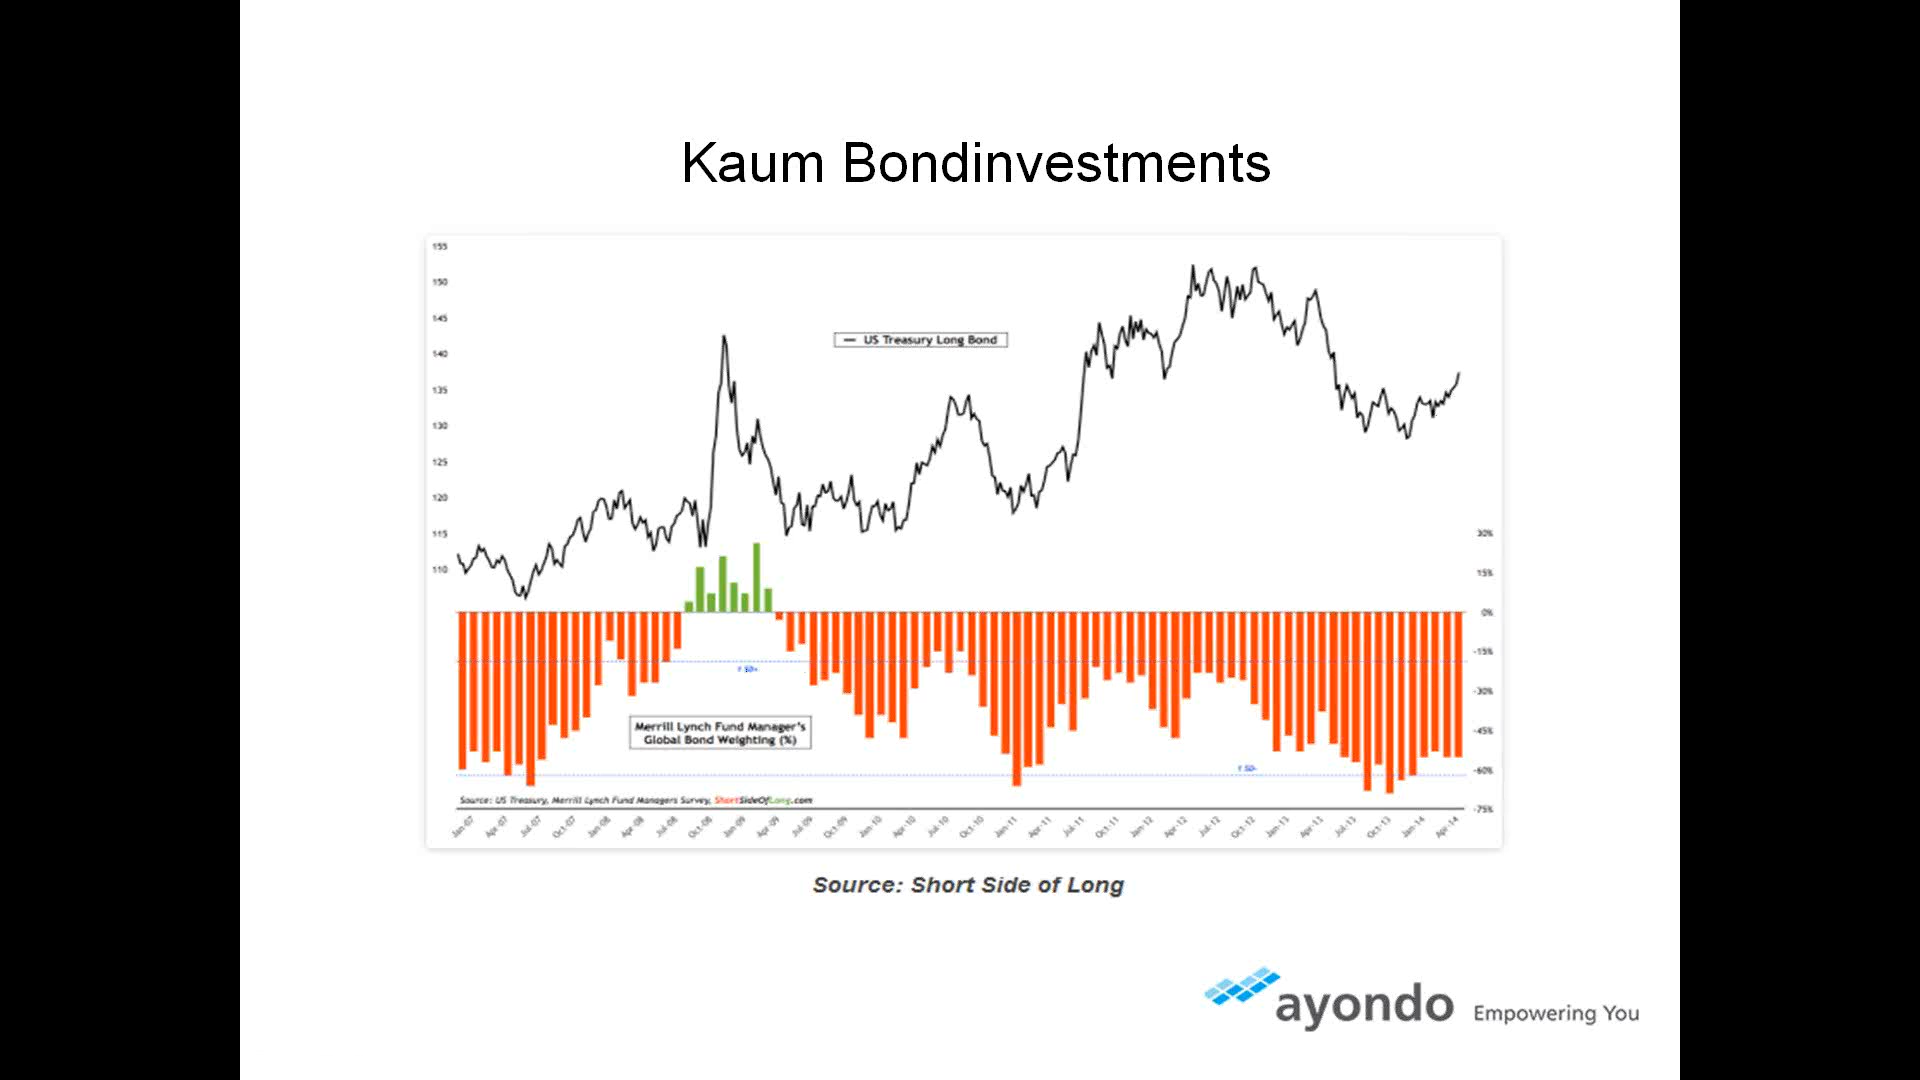 Kaum Bondinvestments
155
150
145
140
135
130
125
120
115
110
US Treasury Long Bond
30%
15%
0%
-15%
-30%
-45%
-60%
-75%
Merrill Lynch Fund Manager's
Global Bond Weighting (%)
Source: US Treasury, Merrill Lynch Fund Managers Survey, ShortSideOfLong.com
Jan-07 Apr-07 Jul-07 Oct-07 Jan-08 Apr-08 Jul-08 Oct-08 Jan-09 Apr-09 Jul-09 Oct-09 Jan-10 Apr-10 Jul-10 Oct-10 Jan-11 Apr-11 Jul-11 Oct-11 Jan-12 Apr-12 Jul-12 Oct-12 Jan-13 Apr-13 Jul-13 Oct-13 Jan-14 Apr-14
Source: Short Side of Long
ayondo Empowering You